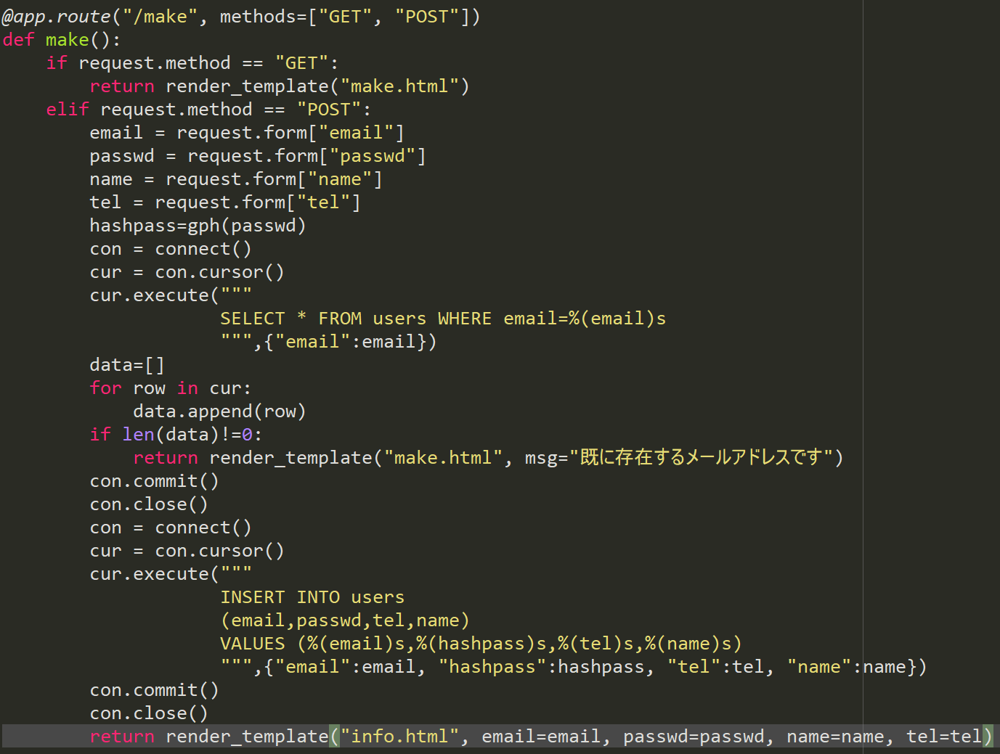 @app.route("/make", methods=["GET", "POST"])
def make():
    if request.method == "GET":
        return render_template("make.html")
    elif request.method == "POST":
        email = request.form["email"]
        passwd = request.form["passwd"]
        name = request.form["name"]
        tel = request.form["tel"]
        hashpass=gph(passwd)
        con = connect()
        cur = con.cursor()
        cur.execute("""
                    SELECT * FROM users WHERE email=%(email)s
                    """,{"email":email})
        data=[]
        for row in cur:
            data.append(row)
        if len(data)!=0:
            return render_template("make.html", msg="既に存在するメールアドレスです")
        con.commit()
        con.close()
        con = connect()
        cur = con.cursor()
        cur.execute("""
                    INSERT INTO users
                    (email,passwd,tel,name)
                    VALUES (%(email)s,%(hashpass)s,%(tel)s,%(name)s)
                    """,{"email":email, "hashpass":hashpass, "tel":tel, "name":name})
        con.commit()
        con.close()
        return render_template("info.html", email=email, passwd=passwd, name=name, tel=tel)